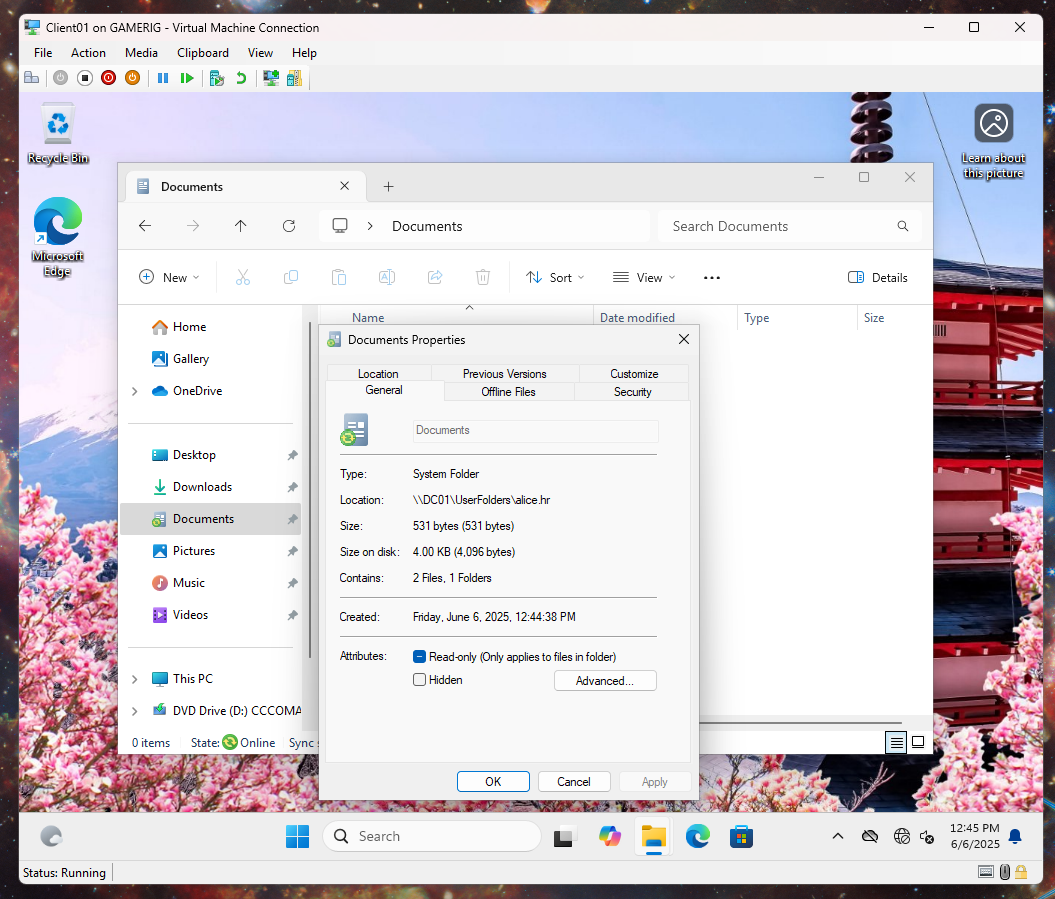 Client01 on GAMERIG - Virtual Machine Connection
File Action Media Clipboard View Help
Recycle Bin
Learn about
this picture
Microsoft
Edge
Documents
Documents
Search Documents
New
Sort
View
Details
Name
Date modified
Type
Size
Home
Gallery
OneDrive
Desktop
Downloads
Documents
Pictures
Music
Videos
This PC
DVD Drive (D:) CCCOMA
0 items
State: Online
Sync
Documents Properties
Location
Previous Versions
Customize
General
Offline Files
Security
Documents
Type: System Folder
Location: \\DC01\UserFolders\alice.hr
Size: 531 bytes (531 bytes)
Size on disk: 4.00 KB (4,096 bytes)
Contains: 2 Files, 1 Folders
Created: Friday, June 6, 2025, 12:44:38 PM
Attributes: Read-only (Only applies to files in folder)
Hidden
Advanced...
OK
Cancel
Apply
Search
12:45 PM
6/6/2025
Status: Running